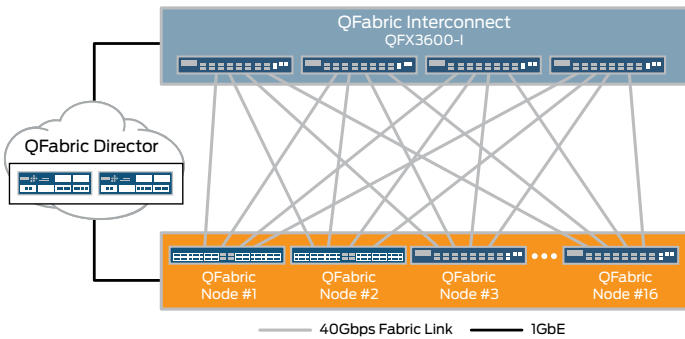 QFabric Interconnect
QFX3600-I
QFabric Director
QFabric
Node #1
QFabric
Node #2
QFabric
Node #3
QFabric
Node #16
40Gbps Fabric Link
1GbE